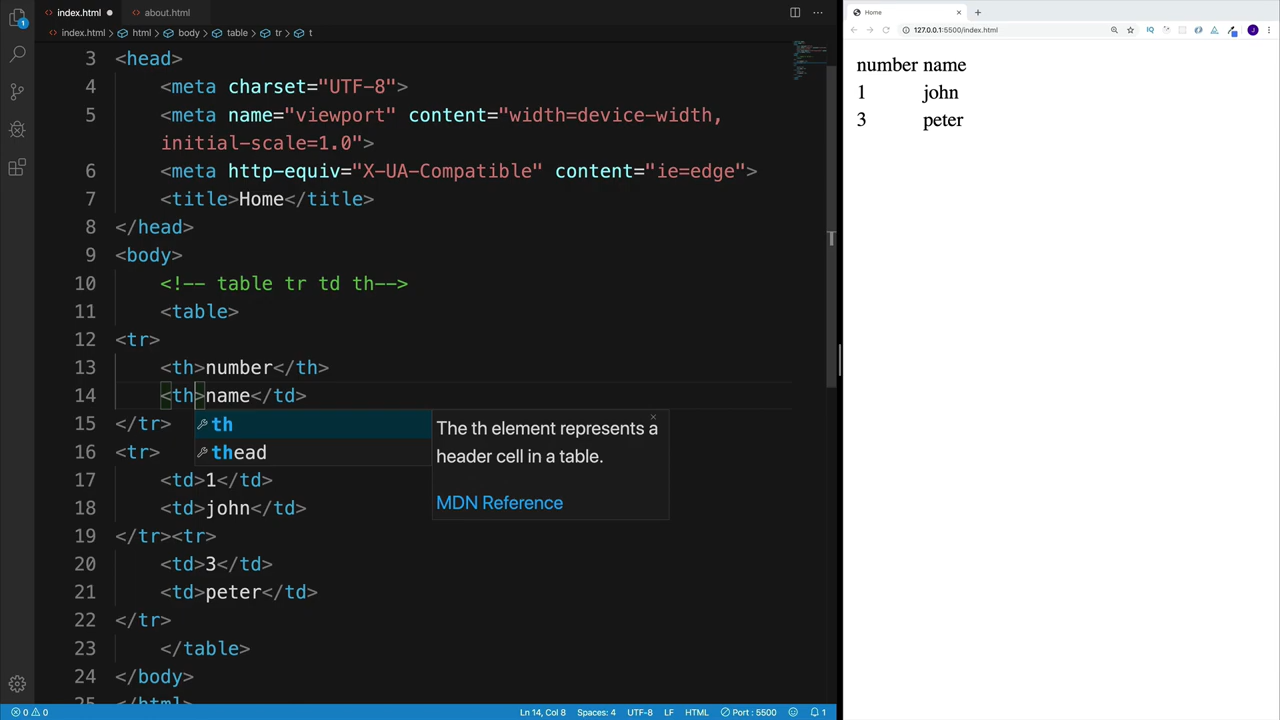 index.html
about.html
index.html > html > body > table > tr > t
3 <head>
4 <meta charset="UTF-8">
5 <meta name="viewport" content="width=device-width,
initial-scale=1.0">
6 <meta http-equiv="X-UA-Compatible" content="ie=edge">
7 <title>Home</title>
8 </head>
9 <body>
10 <!-- table tr td th-->
11 <table>
12 <tr>
13 <th>number</th>
14 <th>name</td>
15 </tr>
th
thead
The th element represents a
header cell in a table.
MDN Reference
16 <tr>
17 <td>1</td>
18 <td>john</td>
19 </tr><tr>
20 <td>3</td>
21 <td>peter</td>
22 </tr>
23 </table>
24 </body>
25 </html>
0 0
Ln 14, Col 8
Spaces: 4
UTF-8
LF
HTML
Port : 5500
1
Home
127.0.0.1:5500/index.html
number name
1 john
3 peter